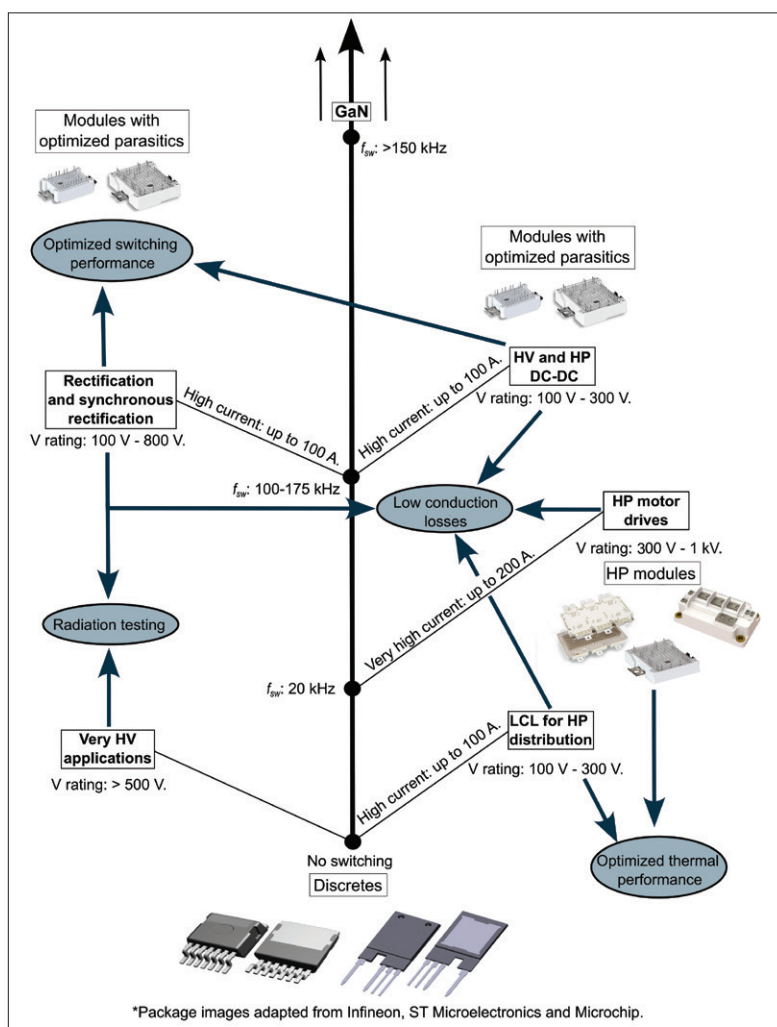 GaN
fsw: >150 kHz
Modules with
optimized parasitics
Optimized switching
performance
Modules with
optimized parasitics
Rectification
and synchronous
rectification
V rating: 100 V - 800 V.
High current: up to 100 A.
High current: up to 100 A.
HV and HP
DC-DC
V rating: 100 V - 300 V.
fsw: 100-175 kHz
Low conduction
losses
HP motor
drives
V rating: 300 V - 1 kV.
HP modules
Radiation testing
Very high current: up to 200 A.
fsw: 20 kHz
Very HV
applications
V rating: > 500 V.
High current: up to 100 A.
LCL for HP
distribution
V rating: 100 V - 300 V.
No switching
Discretes
Optimized thermal
performance
*Package images adapted from Infineon, ST Microelectronics and Microchip.